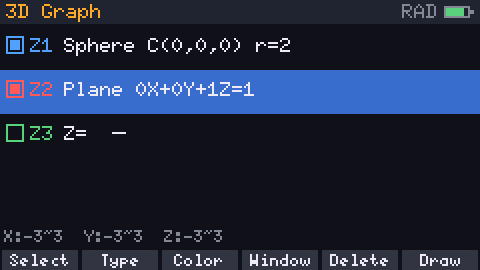 3D Graph RAD
Z1 Sphere C(0,0,0) r=2
Z2 Plane 0X+0Y+1Z=1
Z3 Z= —
X:-3~3 Y:-3~3 Z:-3~3
Select Type Color Window Delete Draw